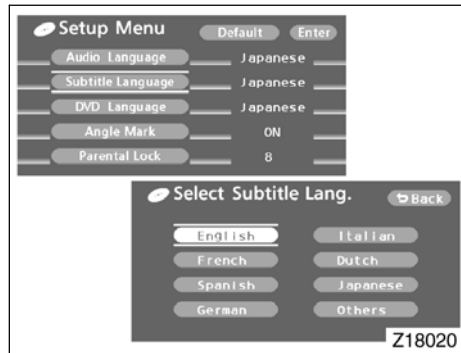 Setup Menu Default Enter
Audio Language Japanese
Subtitle Language Japanese
DVD Language Japanese
Angle Mark ON
Parental Lock 8
Select Subtitle Lang. Back
English Italian
French Dutch
Spanish Japanese
German Others
Z18020